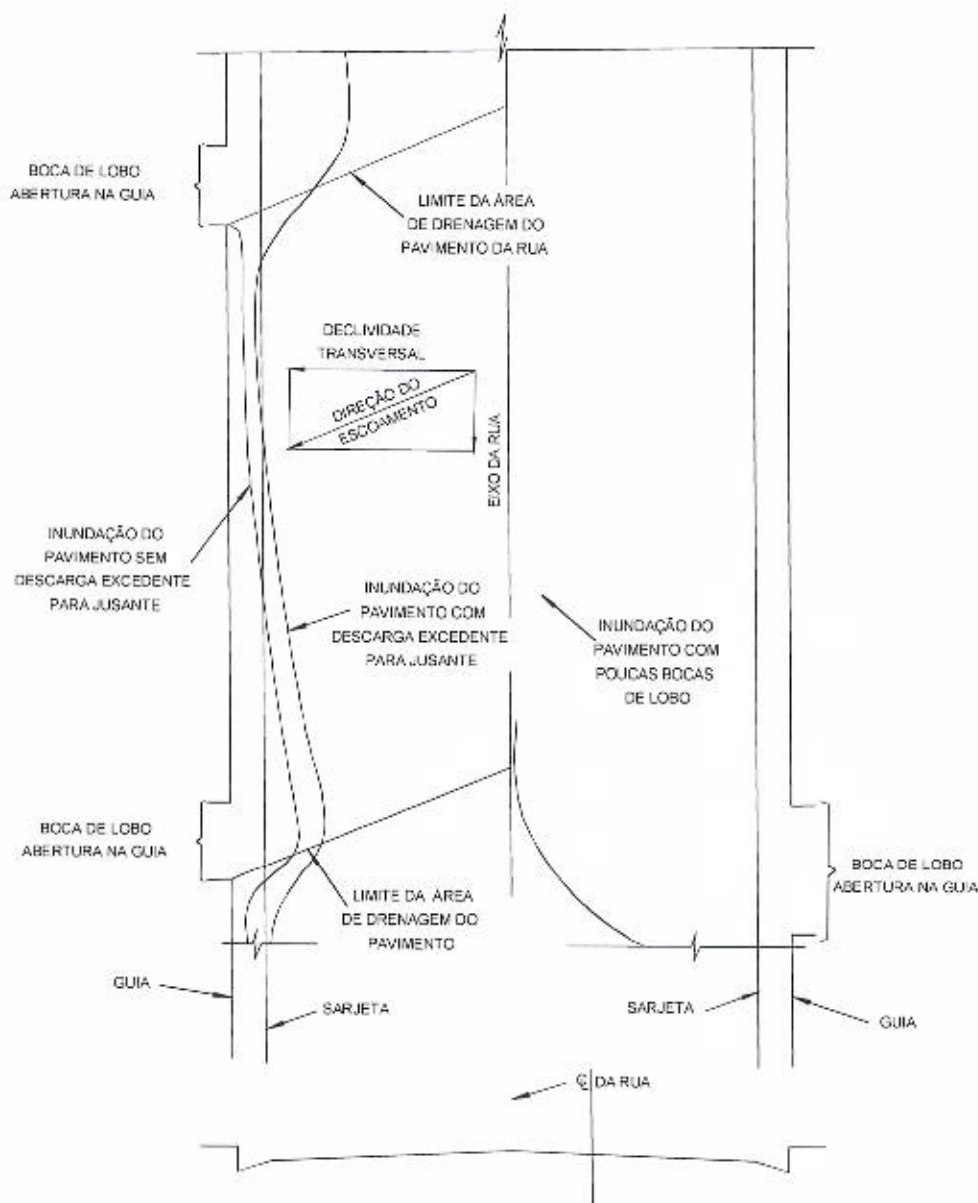 BOCA DE LOBO
ABERTURA NA GUIA
LIMITE DA ÁREA
DE DRENAGEM DO
PAVIMENTO DA RUA
DECLIVIDADE
TRANSVERSAL
DIREÇÃO DO
ESCOAMENTO
EIXO DA RUA
INUNDAÇÃO DO
PAVIMENTO SEM
DESCARGA EXCEDENTE
PARA JUSANTE
INUNDAÇÃO DO
PAVIMENTO COM
DESCARGA EXCEDENTE
PARA JUSANTE
INUNDAÇÃO DO
PAVIMENTO COM
POUCAS BOCAS
DE LOBO
BOCA DE LOBO
ABERTURA NA GUIA
LIMITE DA ÁREA
DE DRENAGEM DO
PAVIMENTO
BOCA DE LOBO
ABERTURA NA GUIA
GUIA
SARJETA
SARJETA
GUIA
℄ DA RUA